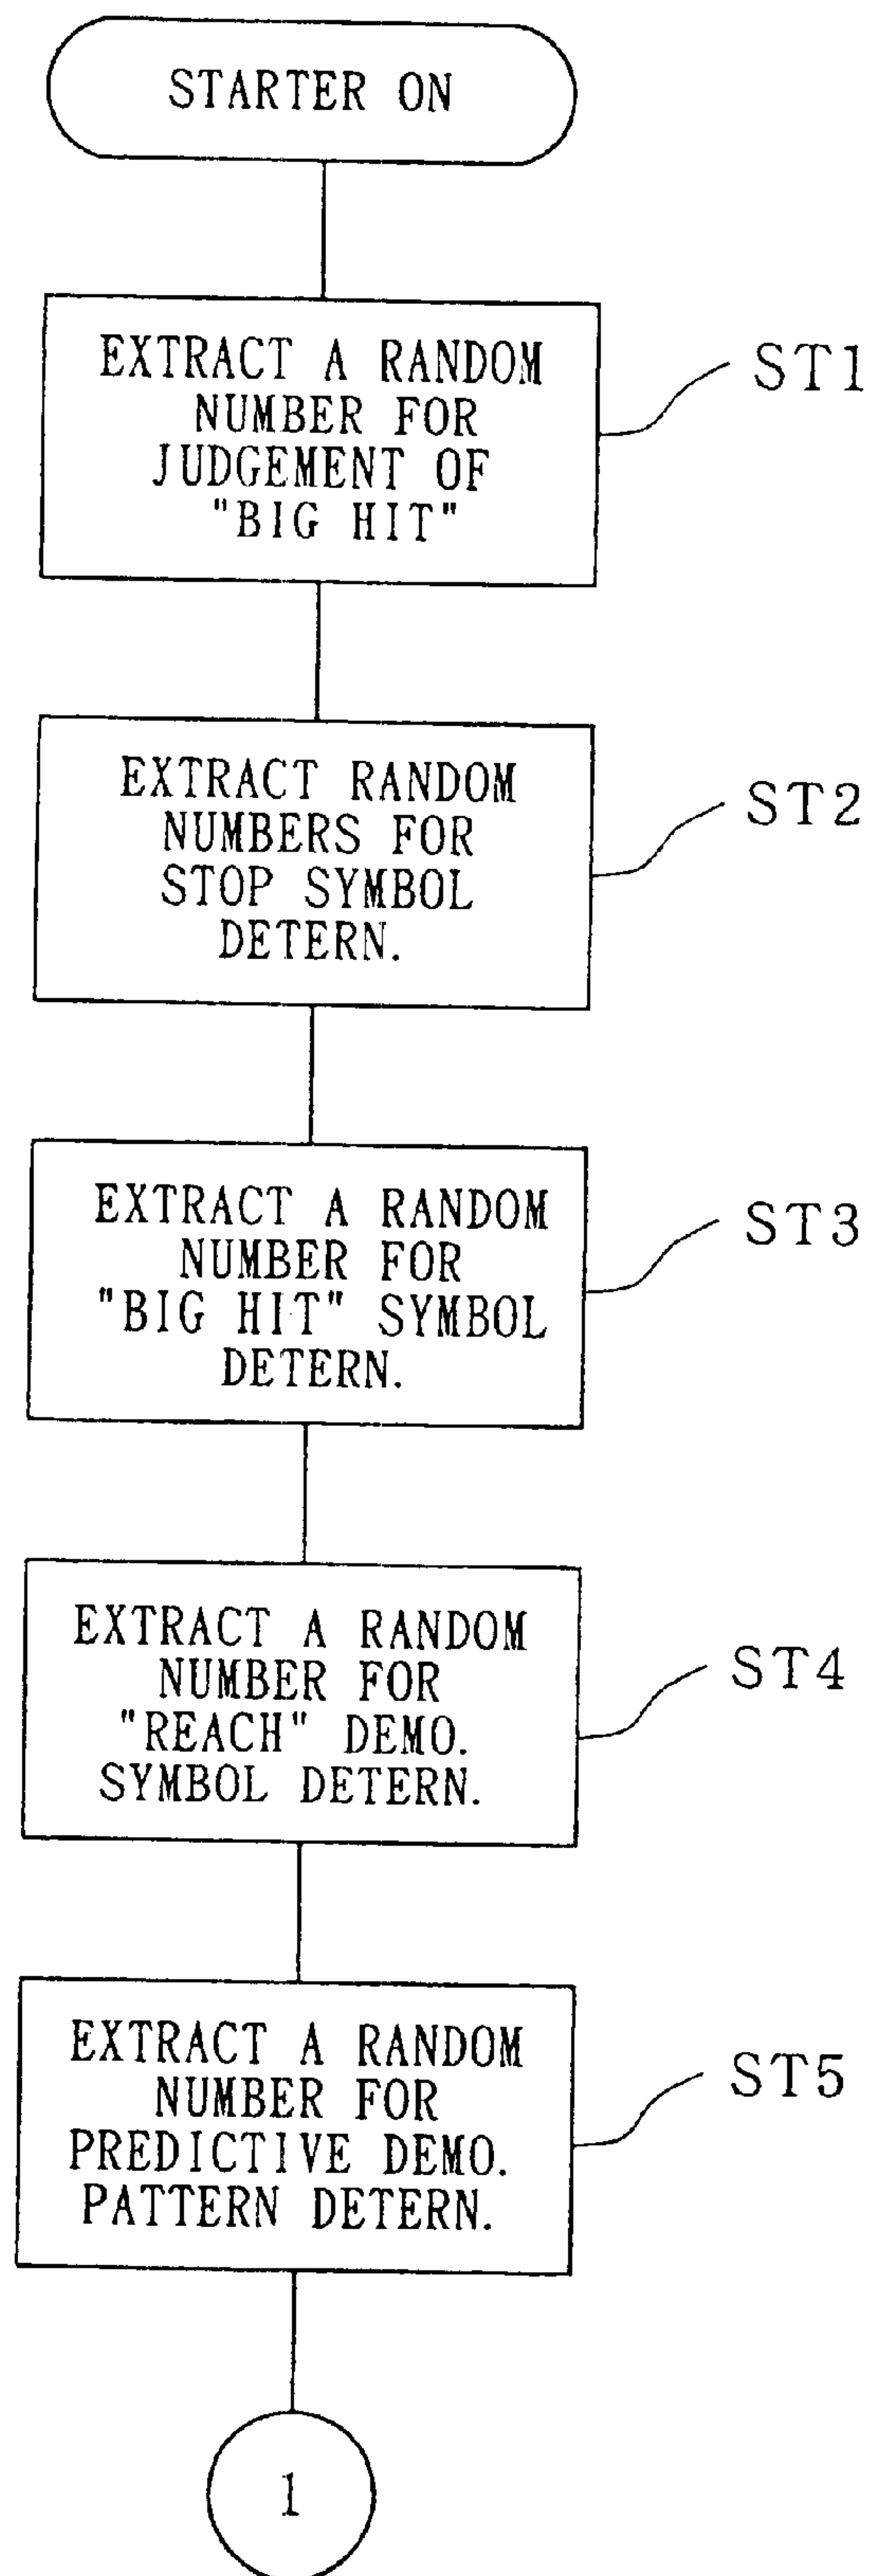 STARTER ON
EXTRACT A RANDOM
NUMBER FOR
JUDGEMENT OF
"BIG HIT"
ST1
EXTRACT RANDOM
NUMBERS FOR
STOP SYMBOL
DETERN.
ST2
EXTRACT A RANDOM
NUMBER FOR
"BIG HIT" SYMBOL
DETERN.
ST3
EXTRACT A RANDOM
NUMBER FOR
"REACH" DEMO.
SYMBOL DETERN.
ST4
EXTRACT A RANDOM
NUMBER FOR
PREDICTIVE DEMO.
PATTERN DETERN.
ST5
1